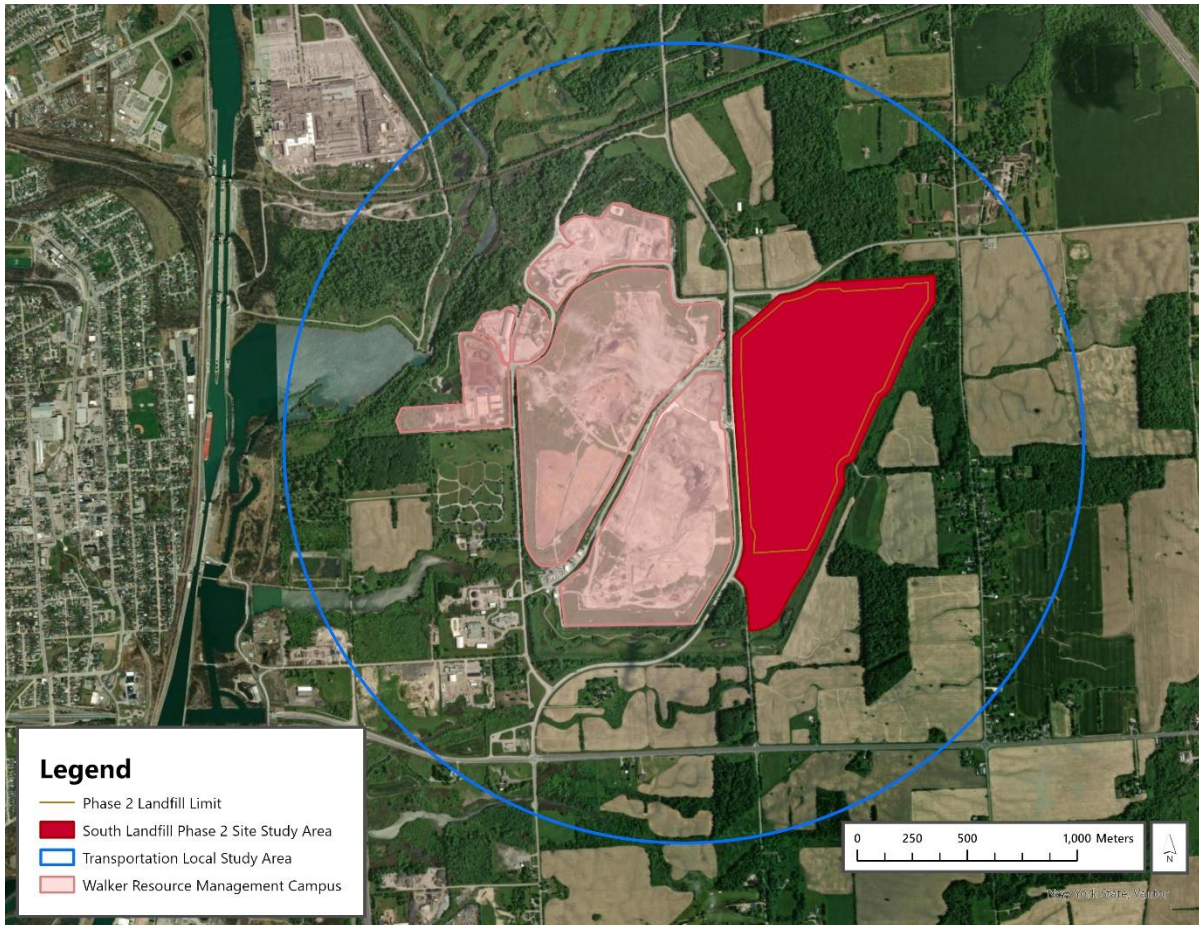 Legend
Phase 2 Landfill Limit
South Landfill Phase 2 Site Study Area
Transportation Local Study Area
Walker Resource Management Campus
0 250 500 1,000 Meters
N
New York State,